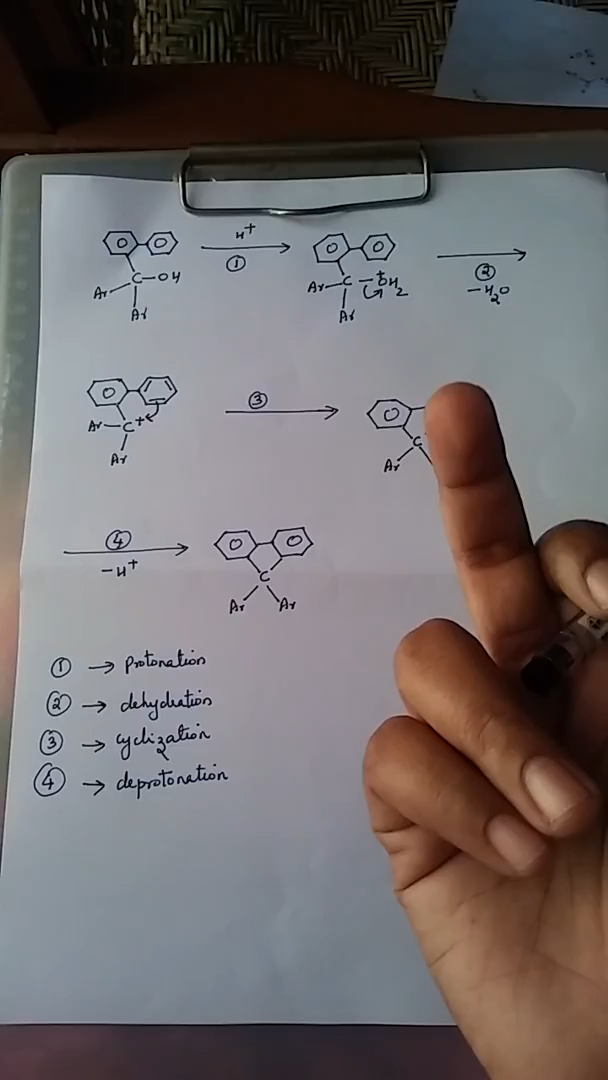 H+
①
C-OH
Ar
Ar
Ar-C-+OH2
Ar
②
-H2O
Ar-C+
Ar
③
C
Ar
④
-H+
C
Ar Ar
① → protonation
② → dehydration
③ → cyclization
④ → deprotonation